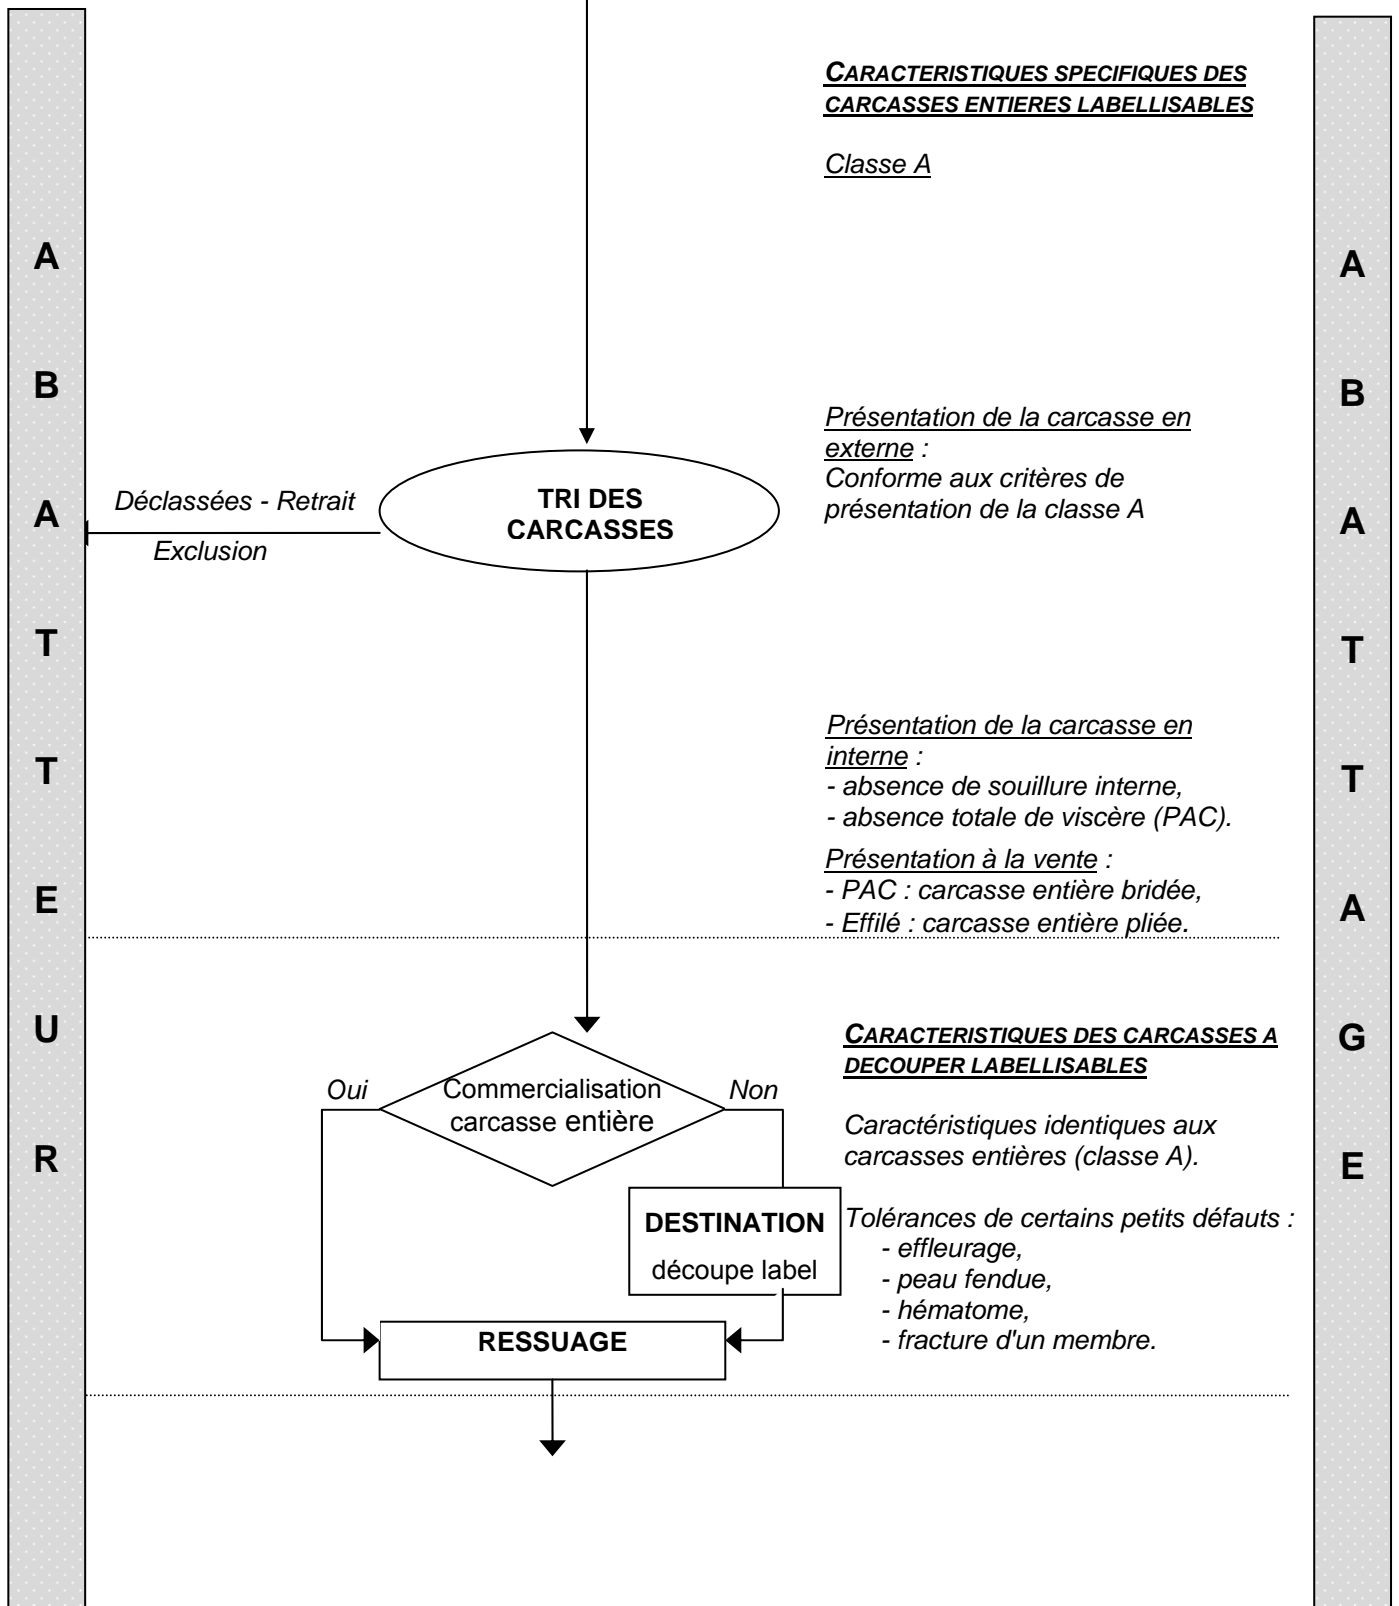 CARACTERISTIQUES SPECIFIQUES DES
CARCASSES ENTIERES LABELLISABLES
Classe A
A
B
A
T
T
E
U
R
Présentation de la carcasse en
externe :
Conforme aux critères de
présentation de la classe A
Déclassées - Retrait
Exclusion
TRI DES
CARCASSES
Présentation de la carcasse en
interne :
- absence de souillure interne,
- absence totale de viscère (PAC).
Présentation à la vente :
- PAC : carcasse entière bridée,
- Effilé : carcasse entière pliée.
CARACTERISTIQUES DES CARCASSES A
DECOUPER LABELLISABLES
Oui
Commercialisation
carcasse entière
Non
Caractéristiques identiques aux
carcasses entières (classe A).
DESTINATION
découpe label
Tolérances de certains petits défauts :
- effleurage,
- peau fendue,
- hématome,
- fracture d'un membre.
RESSUAGE
A
B
A
T
T
A
G
E